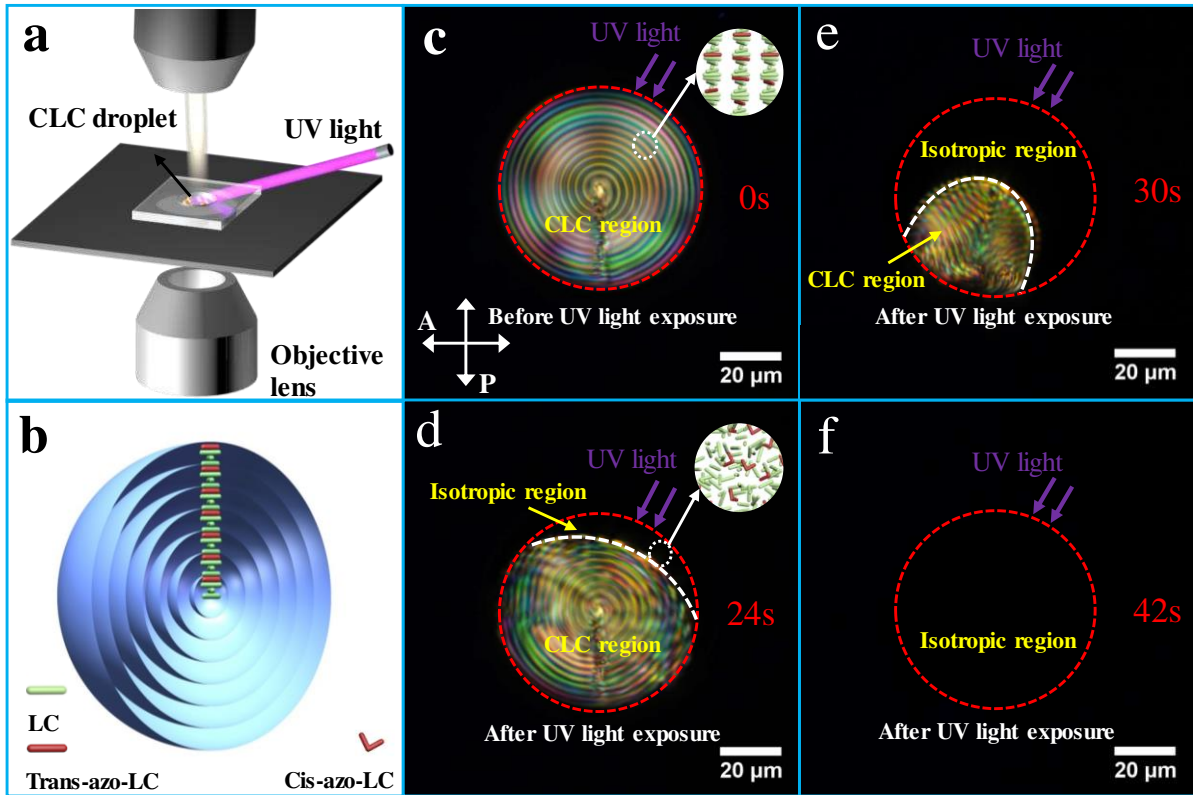 a
CLC droplet
UV light
Objective
lens
b
LC
Trans-azo-LC
Cis-azo-LC
c
UV light
0s
CLC region
A
P
Before UV light exposure
20 μm
d
UV light
Isotropic region
24s
CLC region
After UV light exposure
20 μm
e
UV light
Isotropic region
30s
CLC region
After UV light exposure
20 μm
f
UV light
42s
Isotropic region
After UV light exposure
20 μm